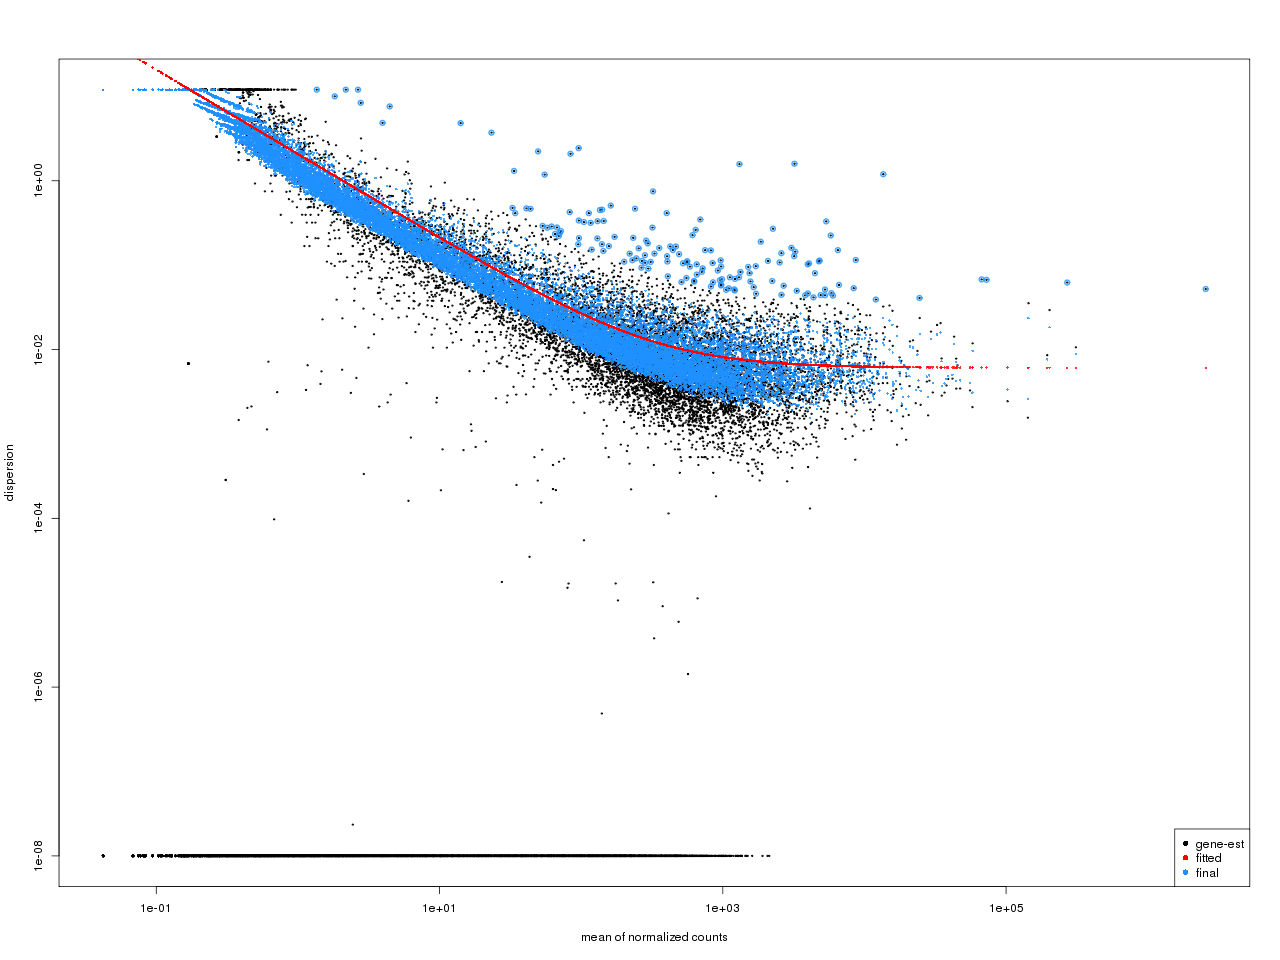 1e+00
1e-02
1e-04
1e-06
1e-08
dispersion
1e-01
1e+01
1e+03
1e+05
mean of normalized counts
gene-est
fitted
final